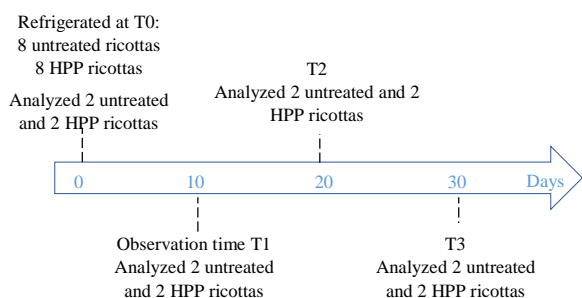 Refrigerated at T0:
8 untreated ricottas
8 HPP ricottas
Analyzed 2 untreated
and 2 HPP ricottas
T2
Analyzed 2 untreated and 2
HPP ricottas
0
10
20
30
Days
Observation time T1
Analyzed 2 untreated
and 2 HPP ricottas
T3
Analyzed 2 untreated
and 2 HPP ricottas